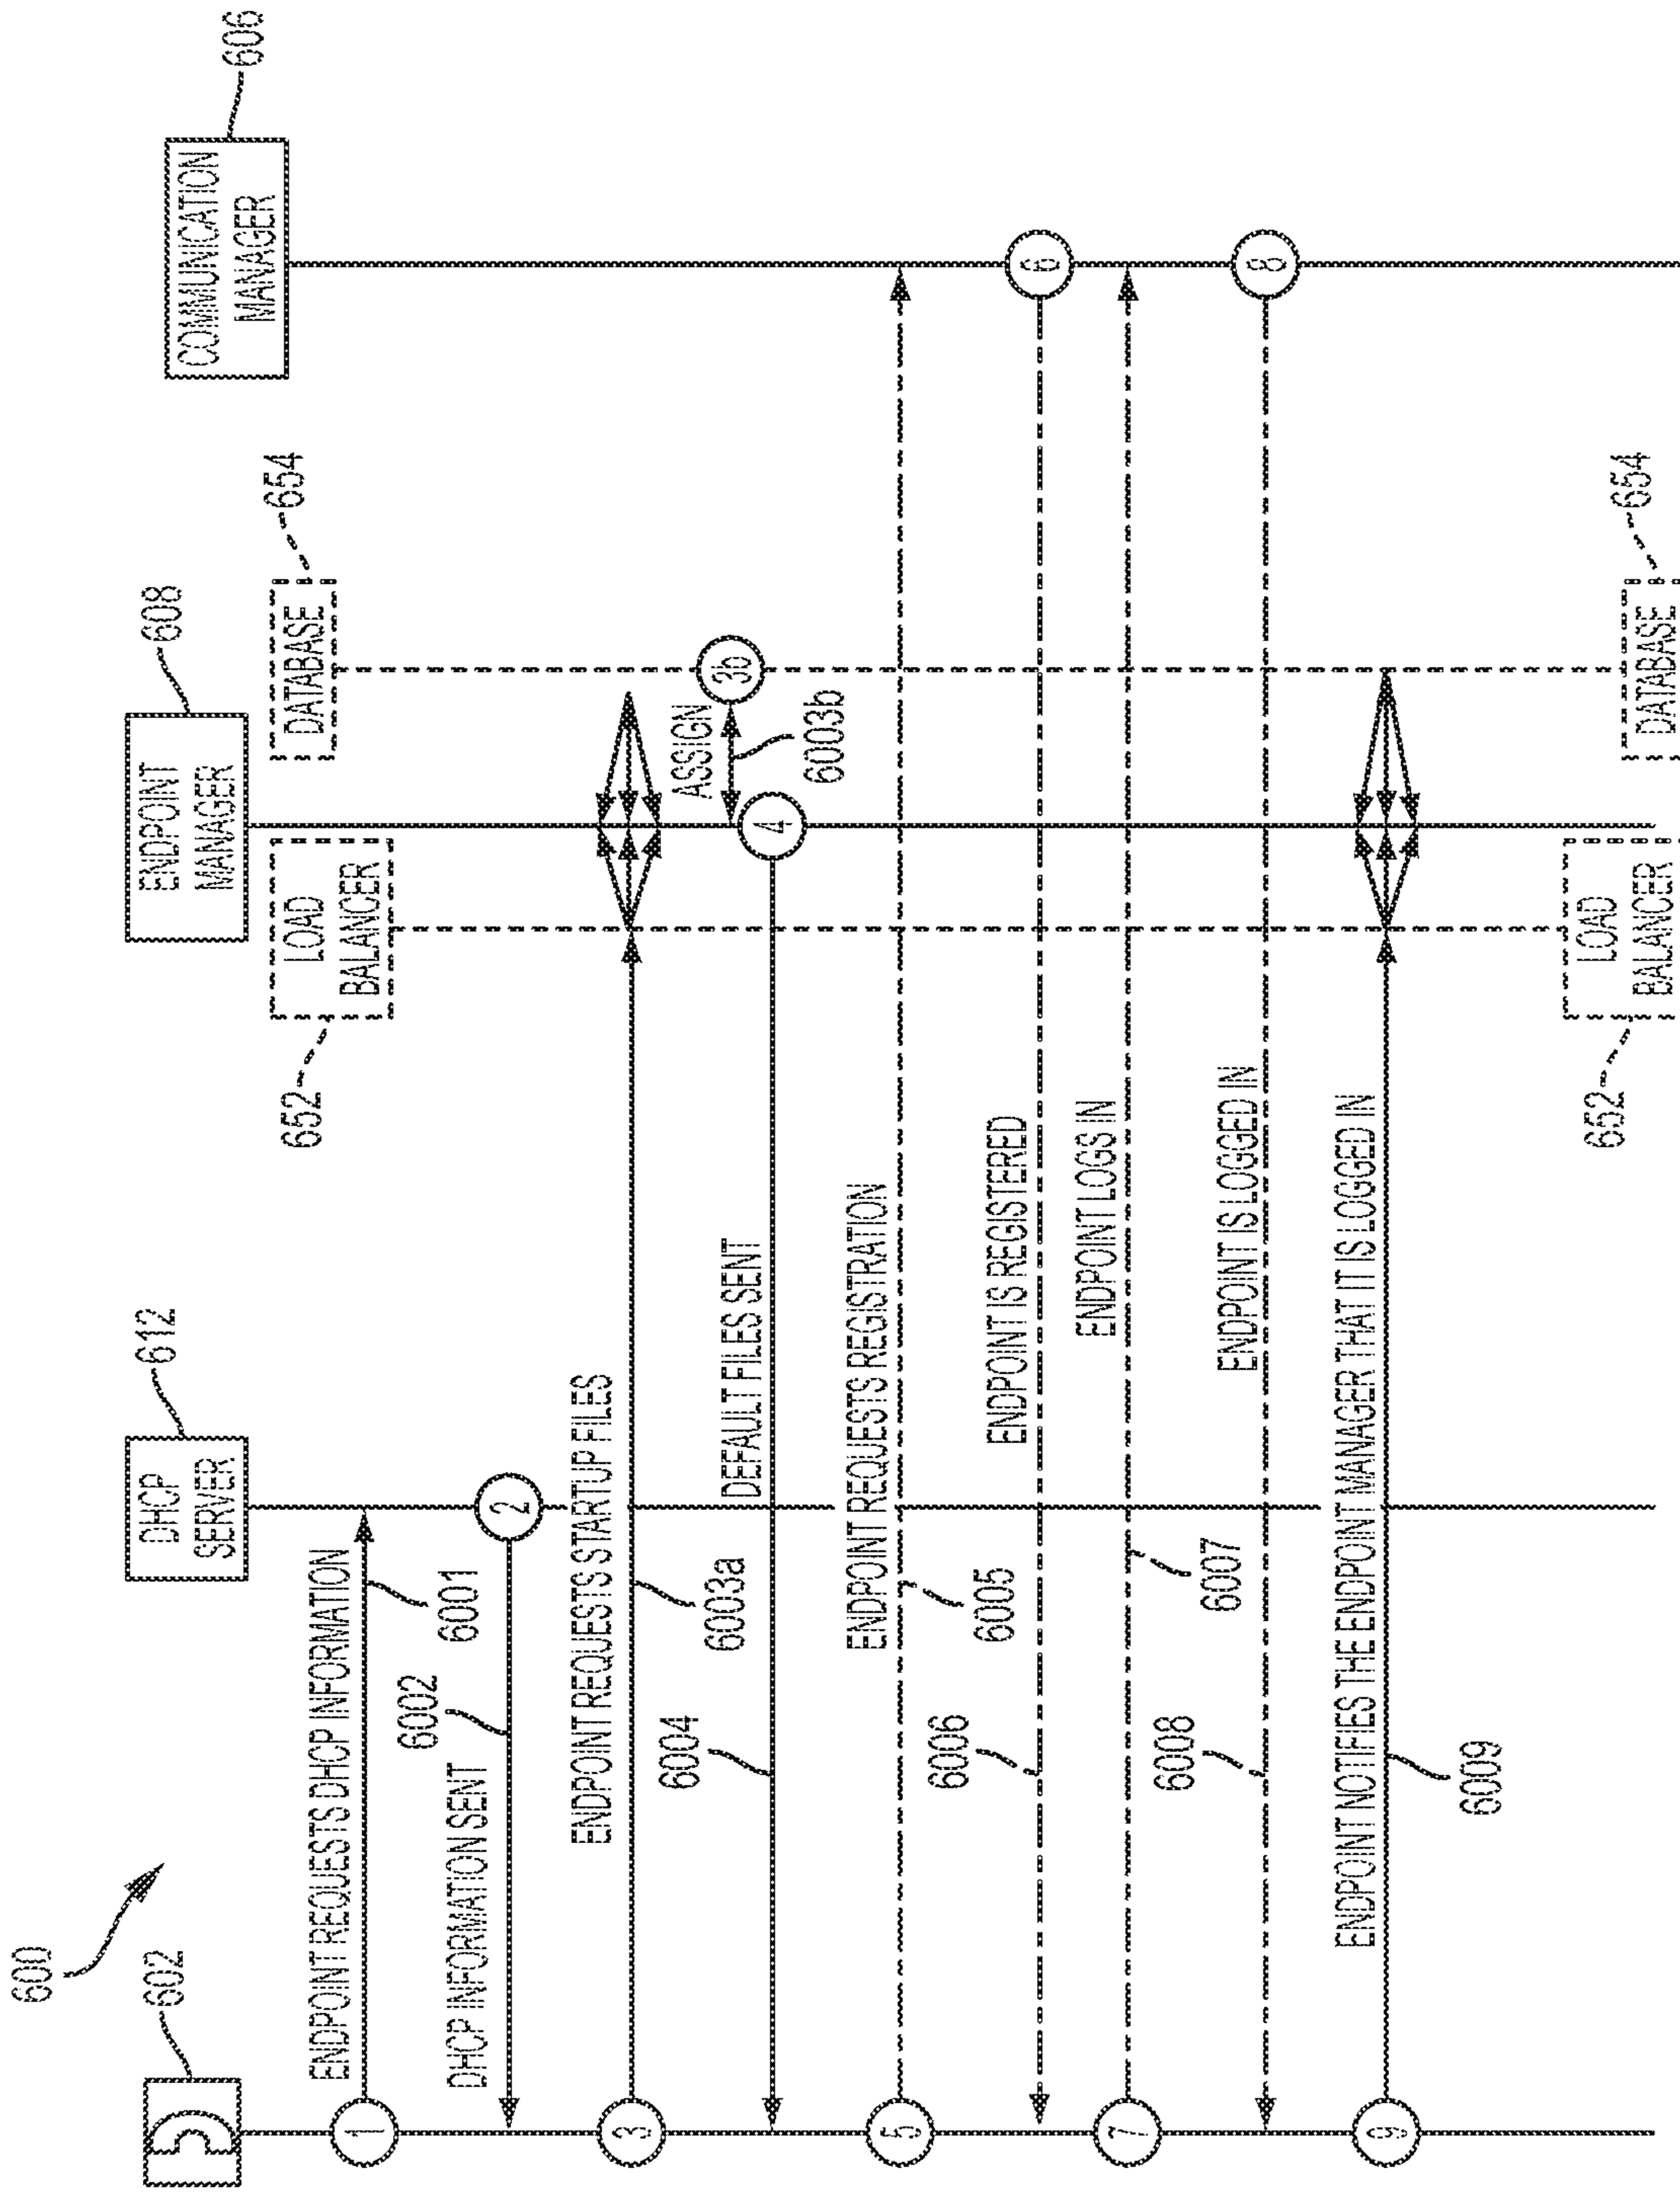 600
602
DHCP
SERVER
612
ENDPOINT
MANAGER
608
COMMUNICATION
MANAGER
606
LOAD
BALANCER
652
DATABASE
654
ENDPOINT REQUESTS DHCP INFORMATION
1
6001
2
6002
DHCP INFORMATION SENT
ENDPOINT REQUESTS STARTUP FILES
3
6003a
ASSIGN
3b
6003b
DEFAULT FILES SENT
4
6004
ENDPOINT REQUESTS REGISTRATION
5
6005
ENDPOINT IS REGISTERED
6
6006
ENDPOINT LOGS IN
7
6007
ENDPOINT IS LOGGED IN
8
6008
ENDPOINT NOTIFIES THE ENDPOINT MANAGER THAT IT IS LOGGED IN
9
6009
LOAD
BALANCER
652
DATABASE
654